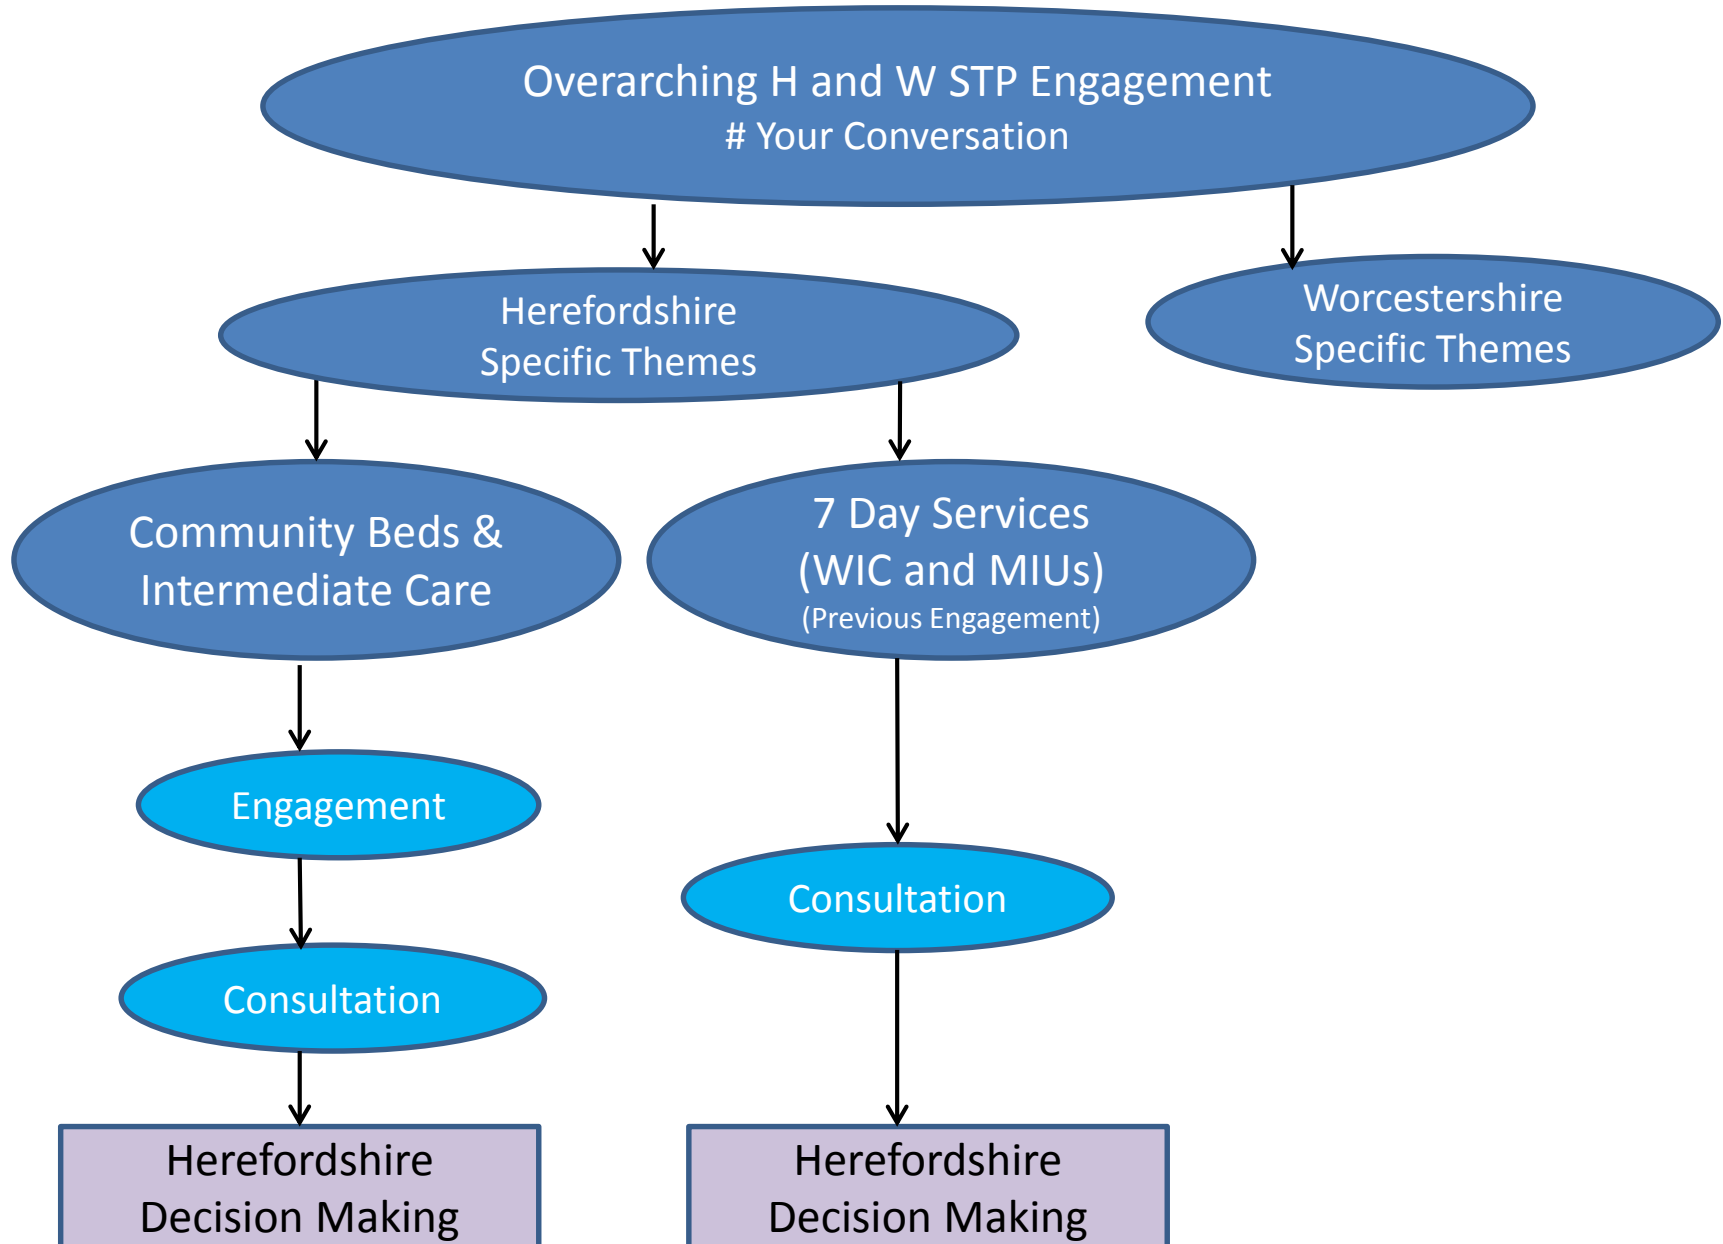 Overarching H and W STP Engagement
# Your Conversation
Herefordshire
Specific Themes
Worcestershire
Specific Themes
Community Beds &
Intermediate Care
7 Day Services
(WIC and MIUs)
(Previous Engagement)
Engagement
Consultation
Consultation
Herefordshire
Decision Making
Herefordshire
Decision Making